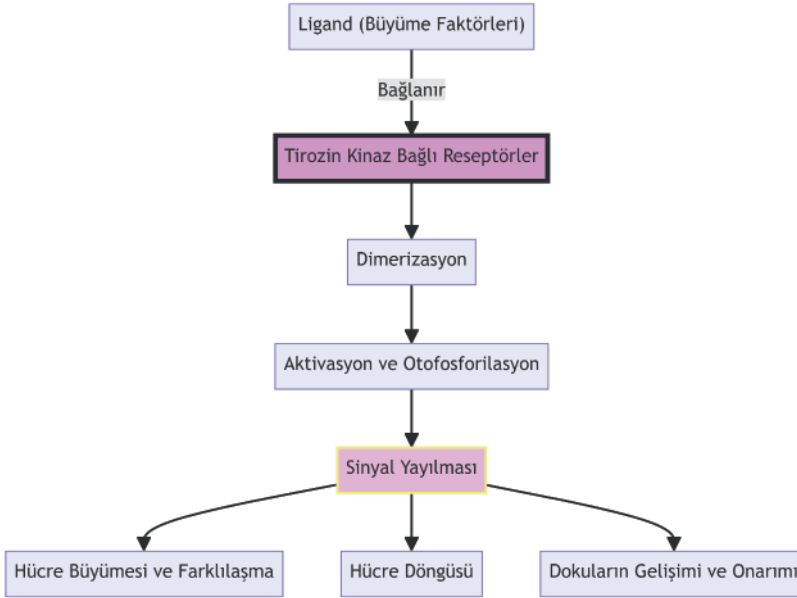 Ligand (Büyüme Faktörleri)
Bağlanır
Tirozin Kinaz Bağlı Reseptörler
Dimerizasyon
Aktivasyon ve Otofosforilasyon
Sinyal Yayılması
Hücre Büyümesi ve Farklılaşma
Hücre Döngüsü
Dokuların Gelişimi ve Onarımı